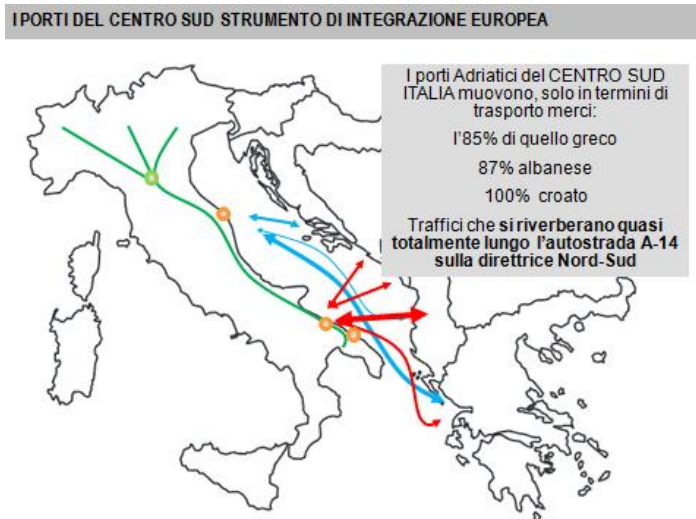 I PORTI DEL CENTRO SUD STRUMENTO DI INTEGRAZIONE EUROPEA
I porti Adriatici del CENTRO SUD
ITALIA muovono, solo in termini di
trasporto merci:
l'85% di quello greco
87% albanese
100% croato
Traffici che si riverberano quasi
totalmente lungo l'autostrada A-14
sulla direttrice Nord-Sud